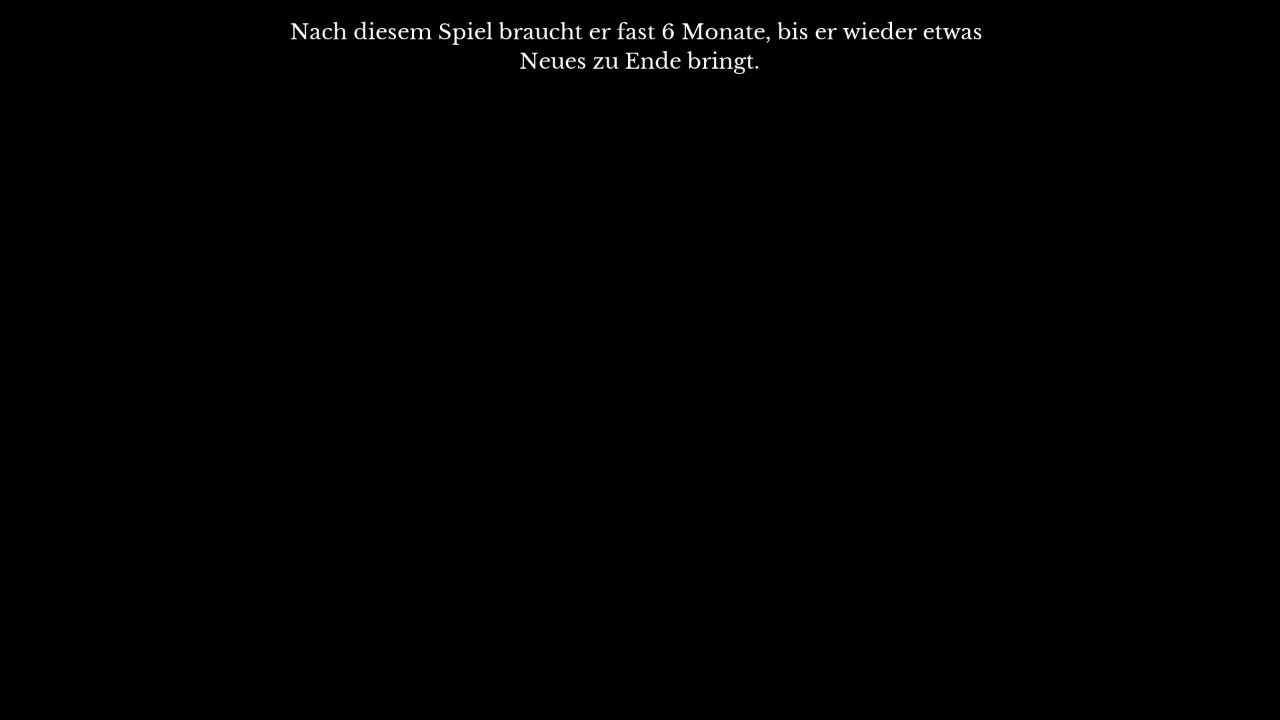 Nach diesem Spiel braucht er fast 6 Monate, bis er wieder etwas
Neues zu Ende bringt.